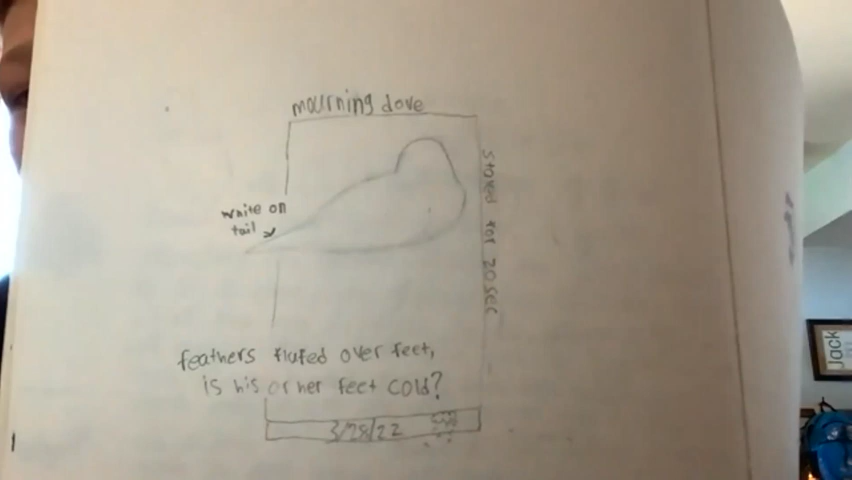 mourning dove
white on
tail
stayed for 20 sec
feathers flufed over feet,
is his or her feet cold?
3/28/22
Jack